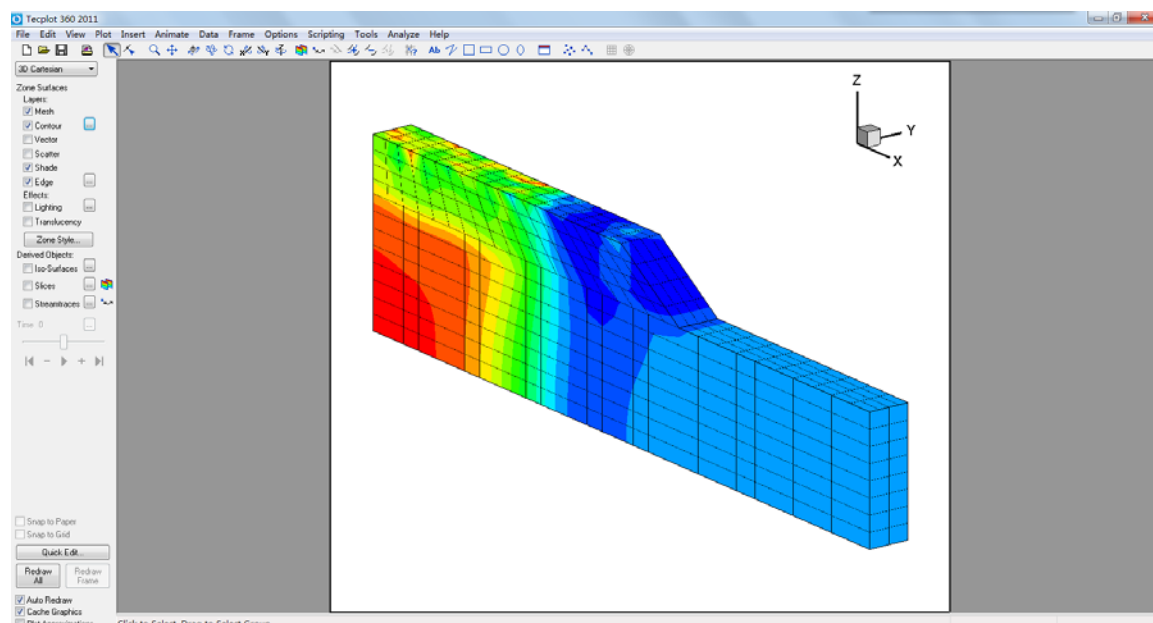 Tecplot 360 2011
File Edit View Plot Insert Animate Data Frame Options Scripting Tools Analyze Help
Ab
3D Cartesian
Zone Surfaces
Layers:
Mesh
Contour
Vector
Scatter
Shade
Edge
Effects:
Lighting
Translucency
Zone Style...
Derived Objects:
Iso-Surfaces
Slices
Streamtraces
Time: 0
Snap to Paper
Snap to Grid
Quick Edit...
Redraw All
Redraw Frame
Auto Redraw
Cache Graphics
Plot Approximations
Click to Select, Drag to Select Group
Z
Y
X